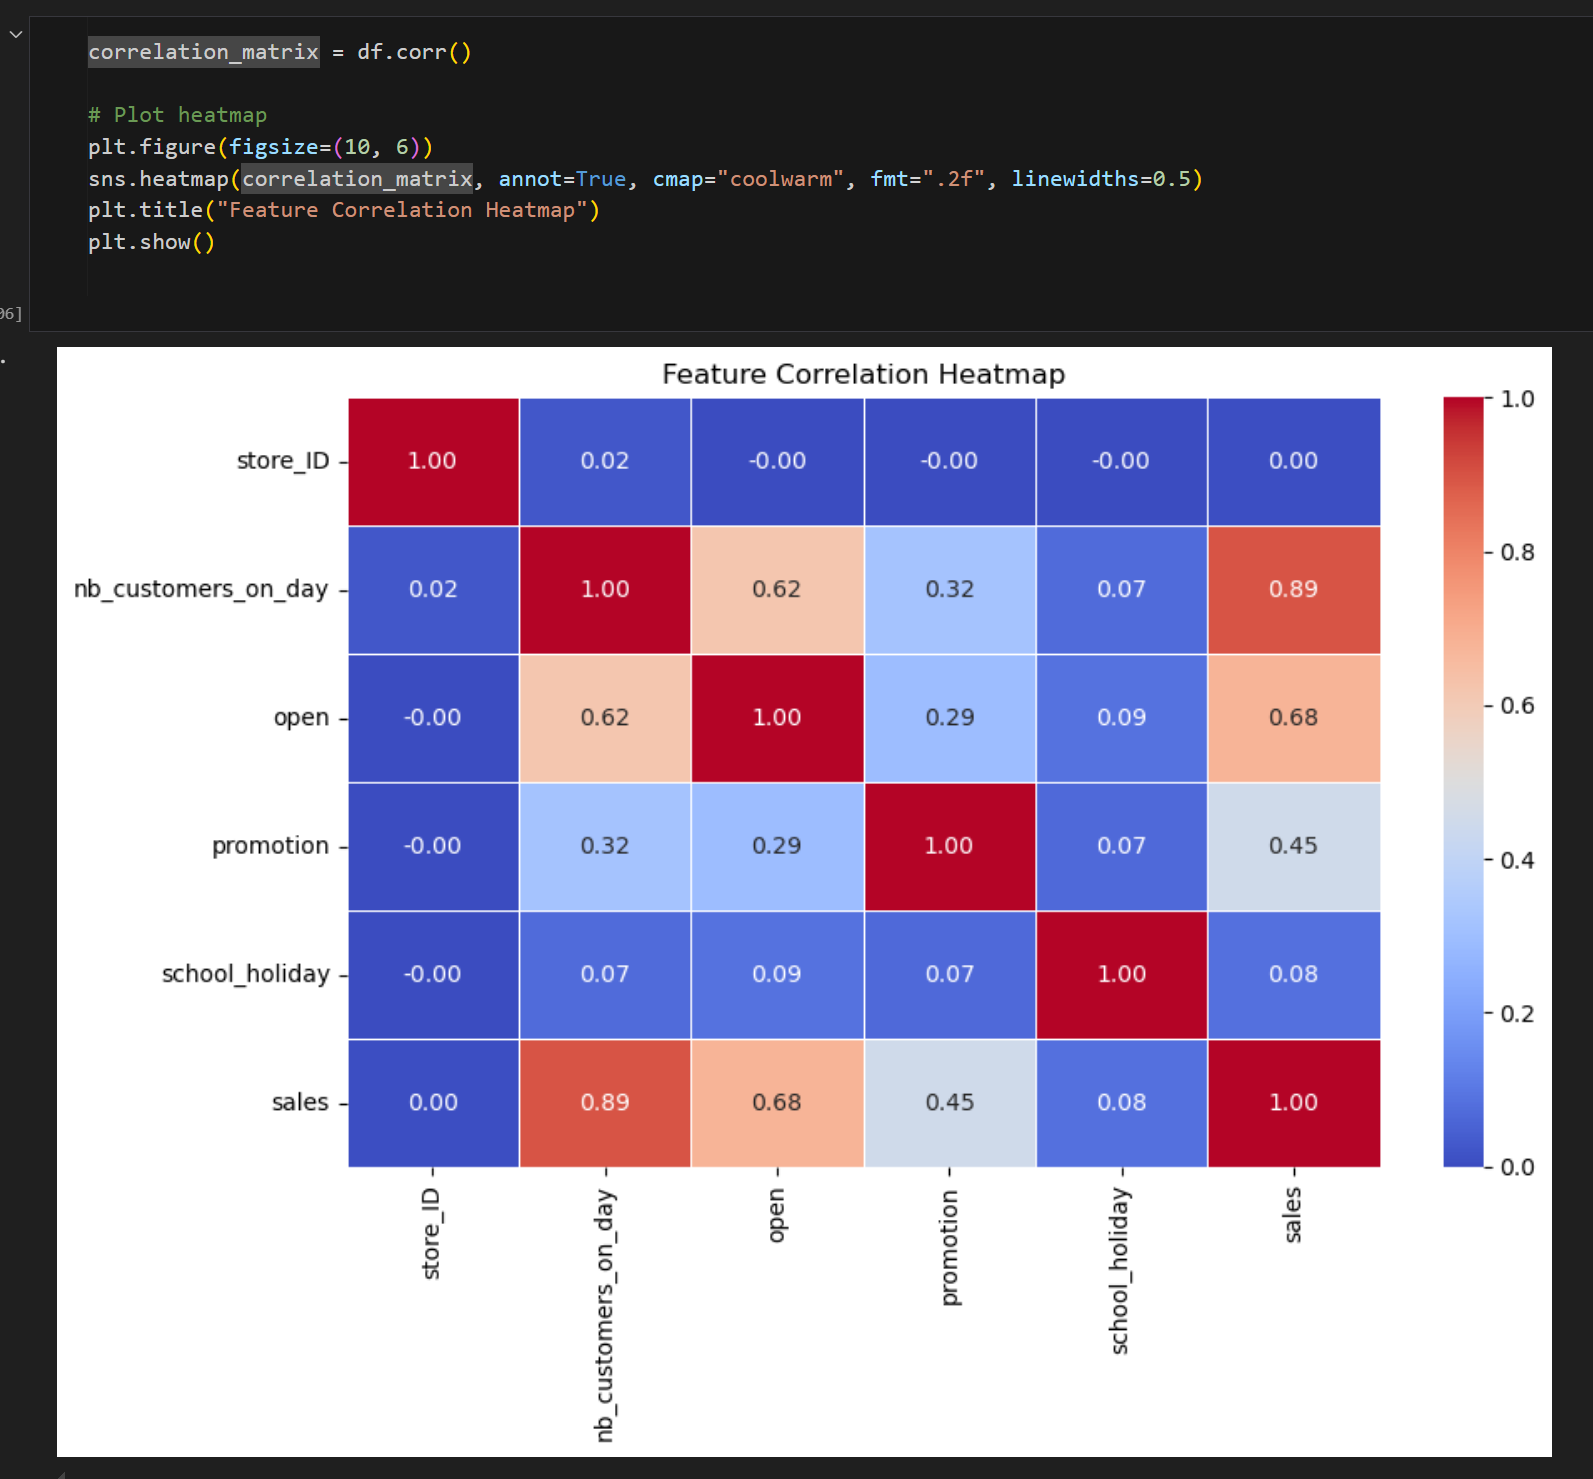 correlation_matrix = df.corr()
# Plot heatmap
plt.figure(figsize=(10, 6))
sns.heatmap(correlation_matrix, annot=True, cmap="coolwarm", fmt=".2f", linewidths=0.5)
plt.title("Feature Correlation Heatmap")
plt.show()
06]
Feature Correlation Heatmap
store_ID 1.00 0.02 -0.00 -0.00 -0.00 0.00
nb_customers_on_day 0.02 1.00 0.62 0.32 0.07 0.89
open -0.00 0.62 1.00 0.29 0.09 0.68
promotion -0.00 0.32 0.29 1.00 0.07 0.45
school_holiday -0.00 0.07 0.09 0.07 1.00 0.08
sales 0.00 0.89 0.68 0.45 0.08 1.00
store_ID
nb_customers_on_day
open
promotion
school_holiday
sales
1.0
0.8
0.6
0.4
0.2
0.0